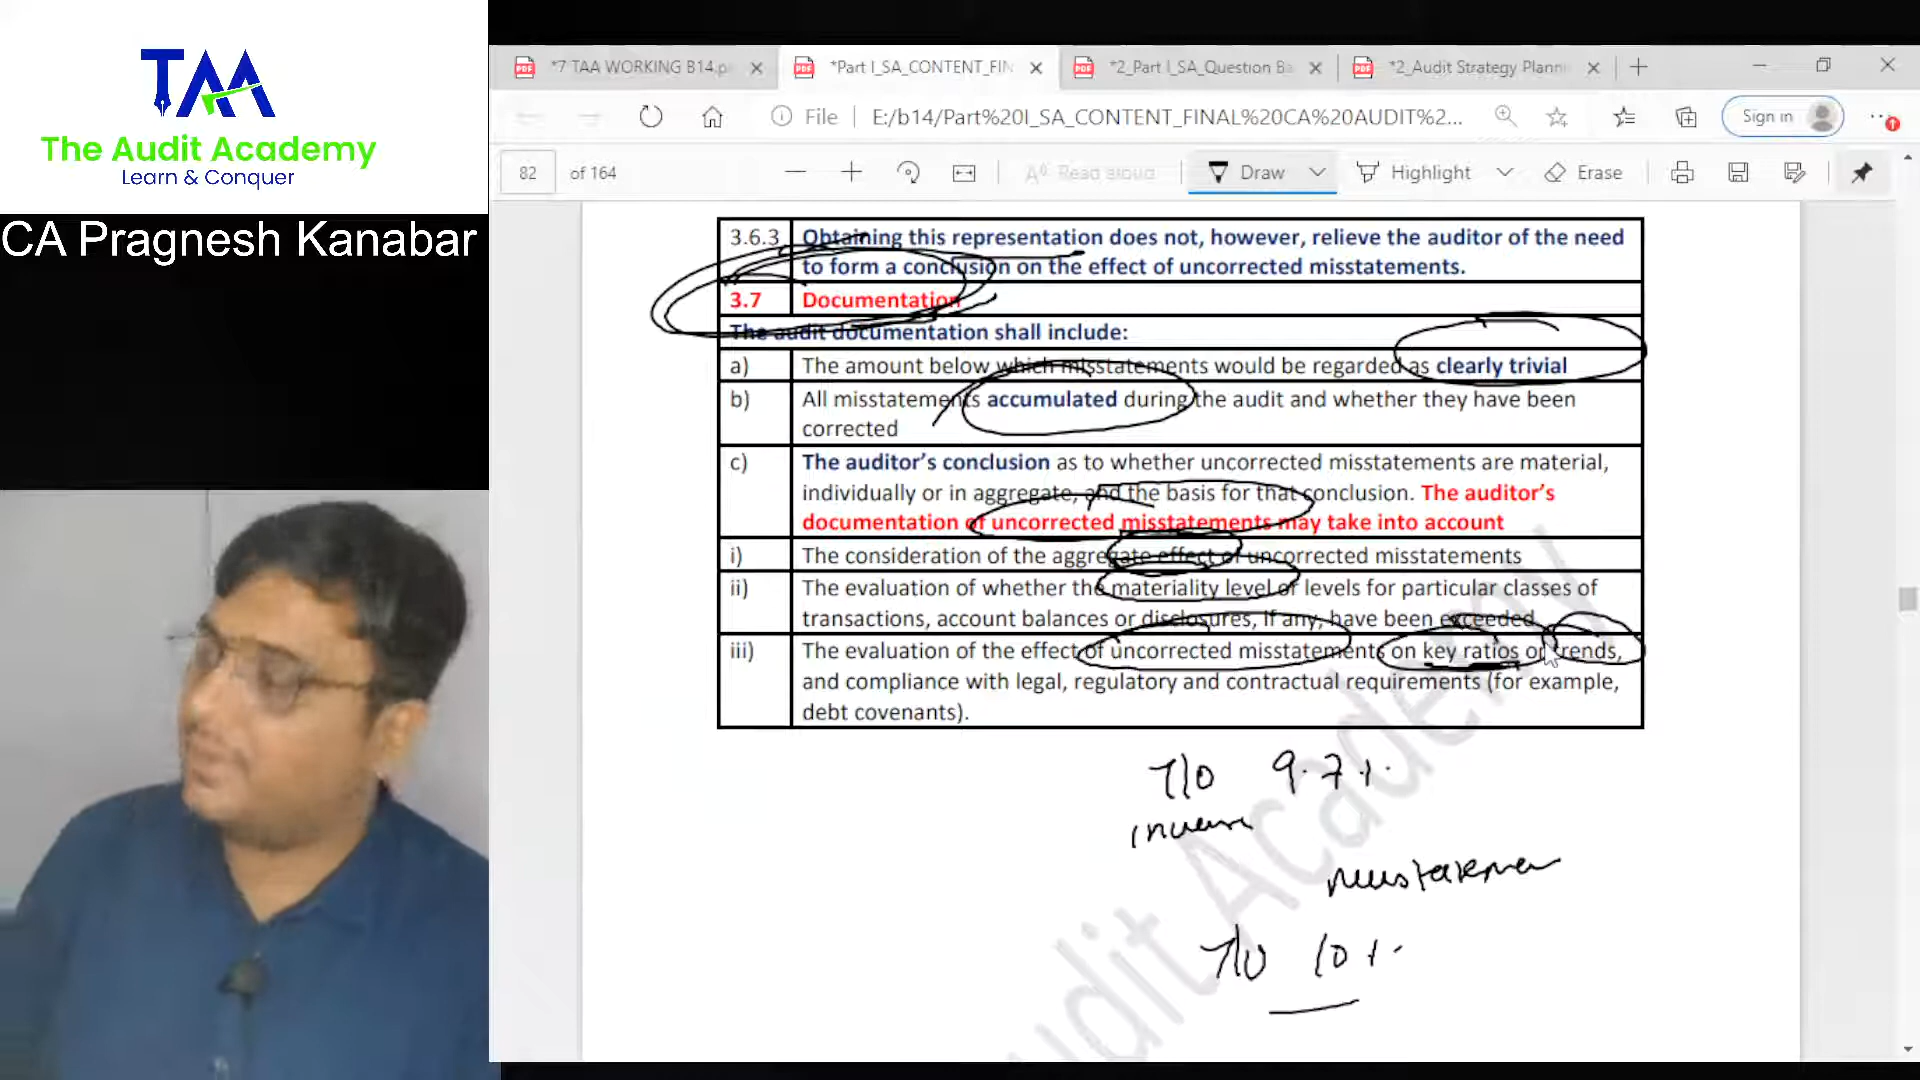 TAA
The Audit Academy
Learn & Conquer
CA Pragnesh Kanabar
*7 TAA WORKING B14.p
*Part I_SA_CONTENT_FIN
*2_Part I_SA_Question Ba
*2_Audit Strategy Plann
File
E:/b14/Part%20I_SA_CONTENT_FINAL%20CA%20AUDIT%2...
Sign in
82 of 164
Read aloud
Draw
Highlight
Erase
3.6.3 Obtaining this representation does not, however, relieve the auditor of the need
to form a conclusion on the effect of uncorrected misstatements.
3.7 Documentation
The audit documentation shall include:
a) The amount below which misstatements would be regarded as clearly trivial
b) All misstatements accumulated during the audit and whether they have been
corrected
c) The auditor's conclusion as to whether uncorrected misstatements are material,
individually or in aggregate, and the basis for that conclusion. The auditor's
documentation of uncorrected misstatements may take into account
i) The consideration of the aggregate effect of uncorrected misstatements
ii) The evaluation of whether the materiality level or levels for particular classes of
transactions, account balances or disclosures, if any, have been exceeded
iii) The evaluation of the effect of uncorrected misstatements on key ratios or trends,
and compliance with legal, regulatory and contractual requirements (for example,
debt covenants).
T/O 9.7%.
T/O 10%.
Audit Academy